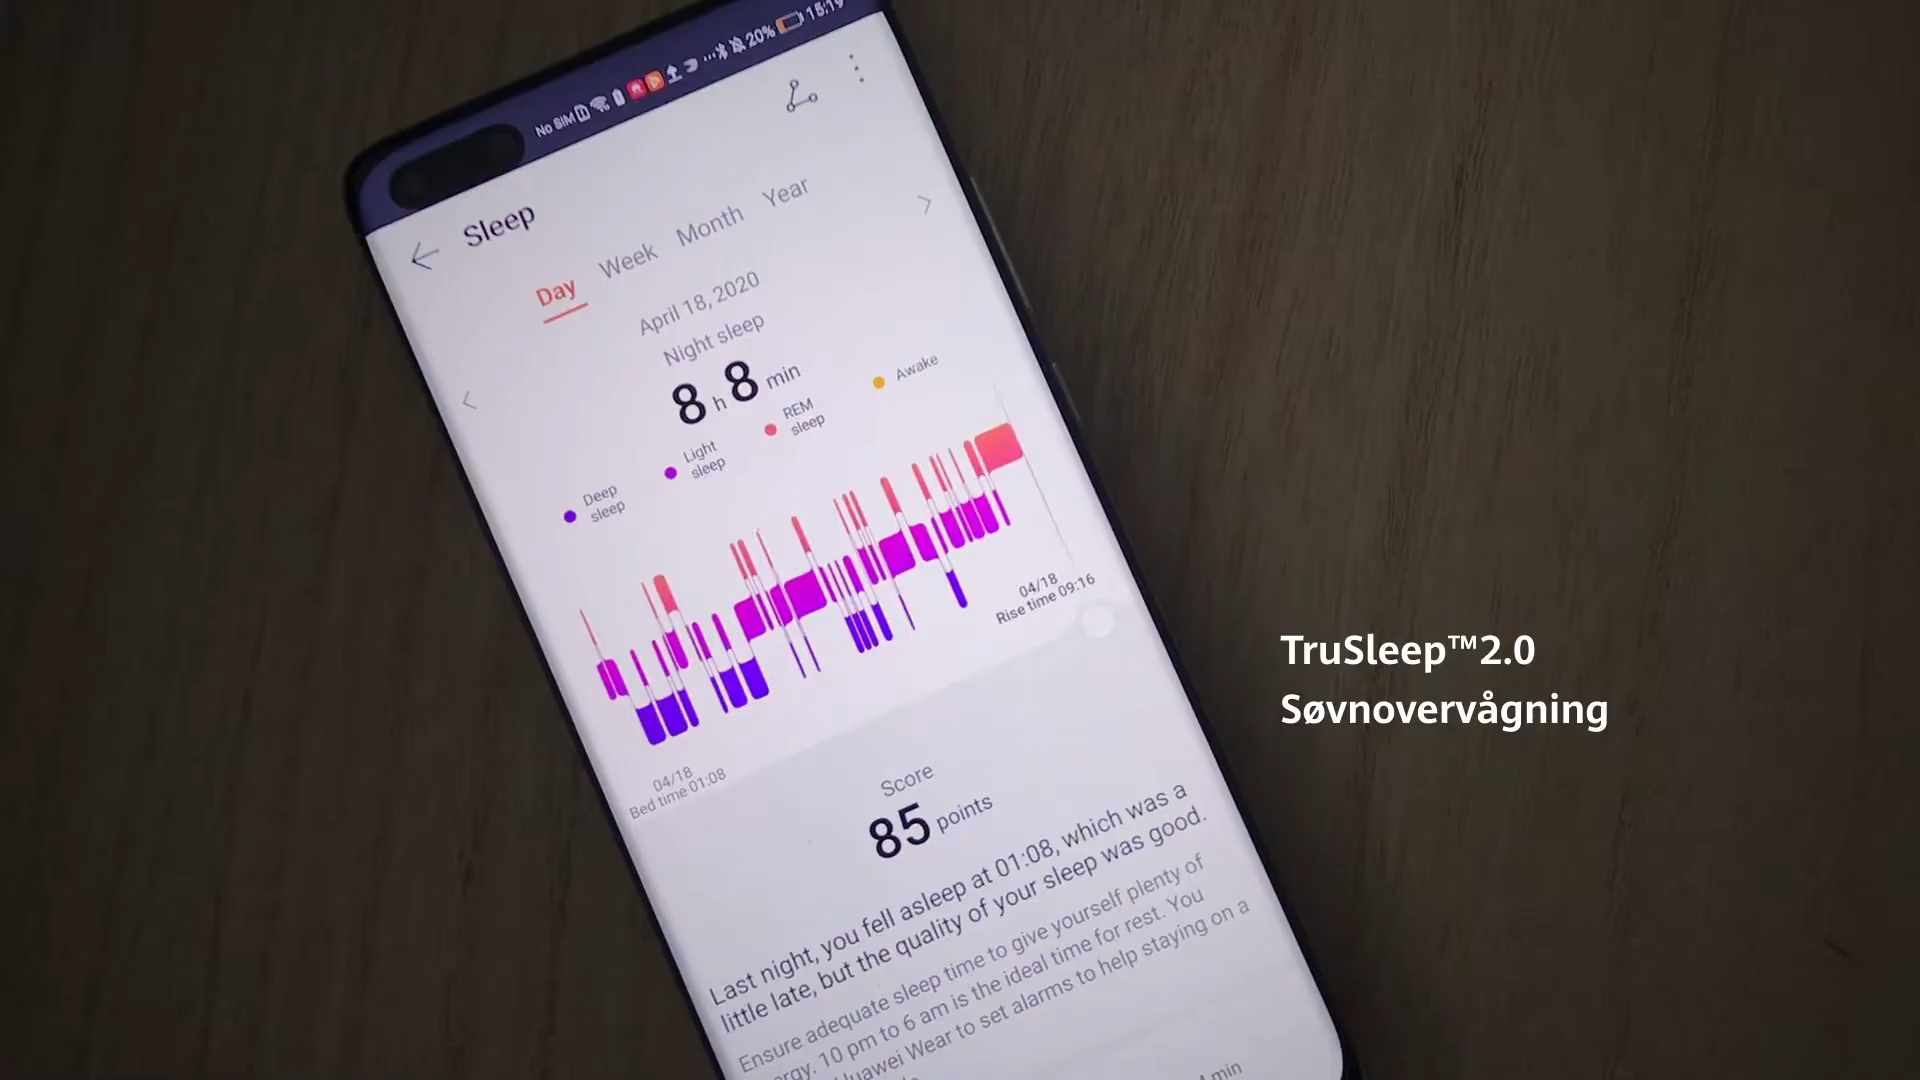 No SIM 20% 15:19
Sleep
Day Week Month Year
April 18, 2020
Night sleep
8 h 8 min
Deep sleep
Light sleep
REM sleep
Awake
04/18
Bed time 01:08
04/18
Rise time 09:16
Score
85 points
Last night, you fell asleep at 01:08, which was a
little late, but the quality of your sleep was good.
Ensure adequate sleep time to give yourself plenty of
10 pm to 6 am is the ideal time for rest. You
Huawei Wear to set alarms to help staying on a
min
TruSleep™2.0
Søvnovervågning